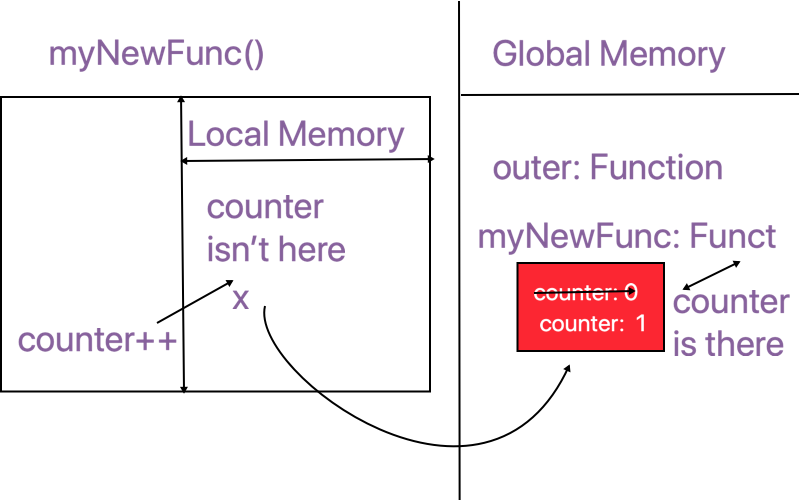 myNewFunc()
Local Memory
counter
isn’t here
x
counter++
Global Memory
outer: Function
myNewFunc: Funct
counter: 0
counter: 1
counter
is there